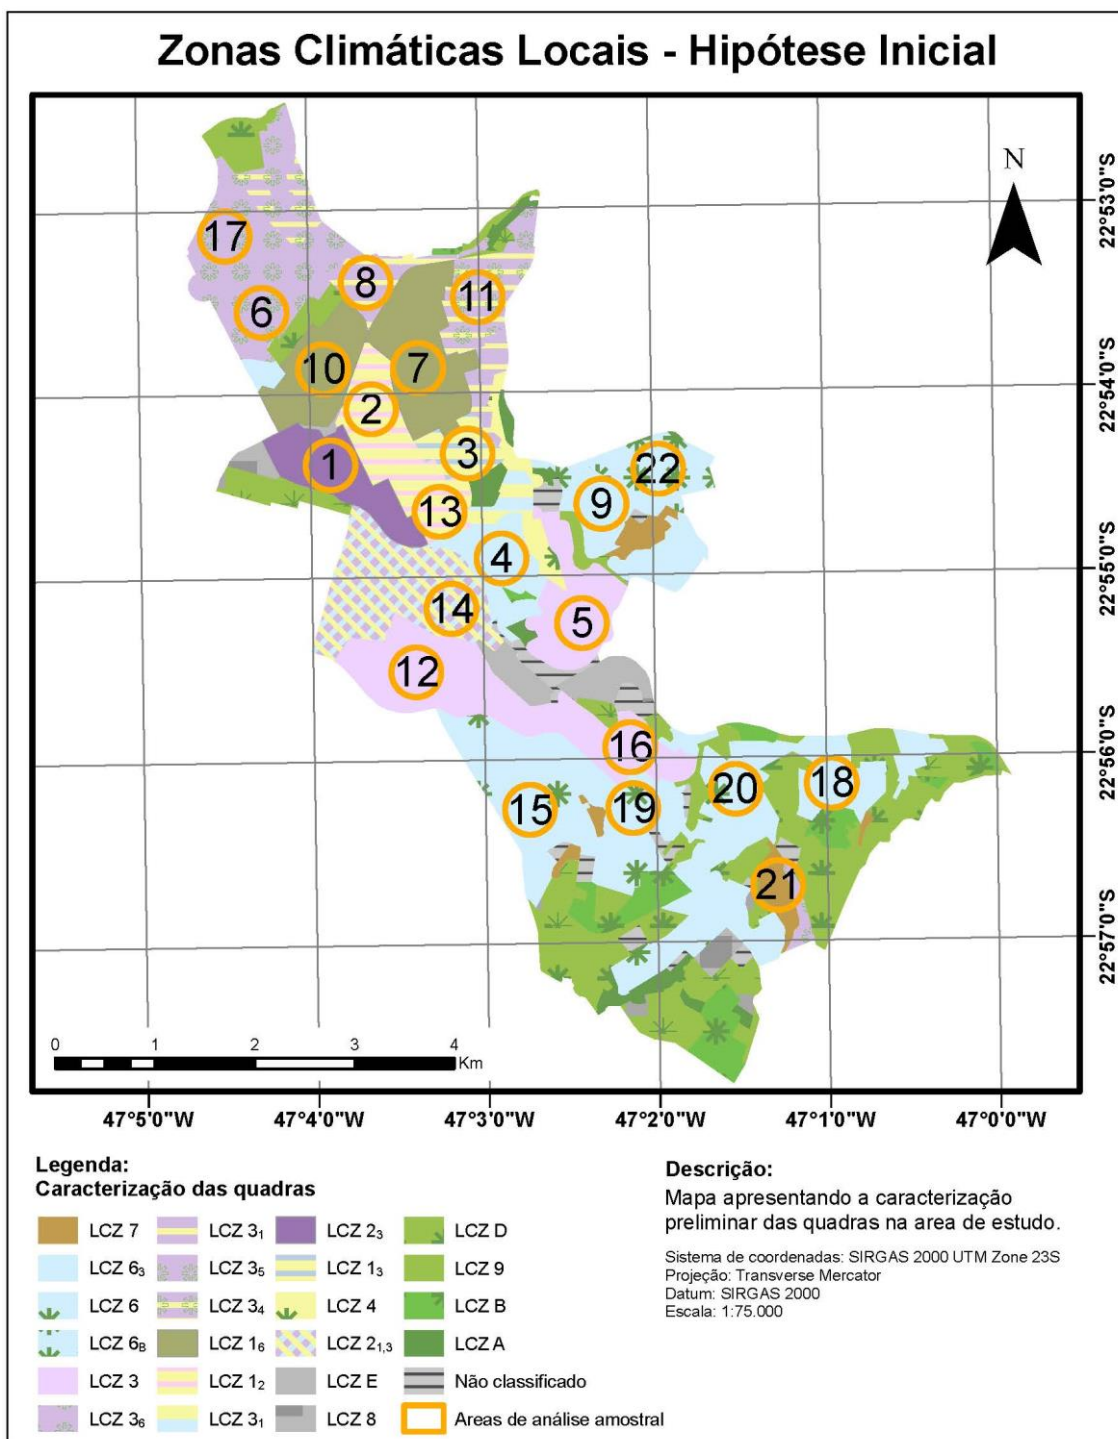 Zonas Climáticas Locais - Hipótese Inicial
N
22°53'0"S
22°54'0"S
22°55'0"S
22°56'0"S
22°57'0"S
17
8
11
6
10
7
2
3
1
22
9
13
4
14
5
12
16
20
18
15
19
21
0 1 2 3 4
Km
47°5'0"W 47°4'0"W 47°3'0"W 47°2'0"W 47°1'0"W 47°0'0"W
Legenda:
Caracterização das quadras
LCZ 7
LCZ 6₃
LCZ 6
LCZ 6B
LCZ 3
LCZ 3₆
LCZ 3₁
LCZ 3₅
LCZ 3₄
LCZ 1₆
LCZ 1₂
LCZ 3₁
LCZ 2₃
LCZ 1₃
LCZ 4
LCZ 2₁,₃
LCZ E
LCZ 8
LCZ D
LCZ 9
LCZ B
LCZ A
Não classificado
Areas de análise amostral
Descrição:
Mapa apresentando a caracterização
preliminar das quadras na area de estudo.
Sistema de coordenadas: SIRGAS 2000 UTM Zone 23S
Projeção: Transverse Mercator
Datum: SIRGAS 2000
Escala: 1:75.000